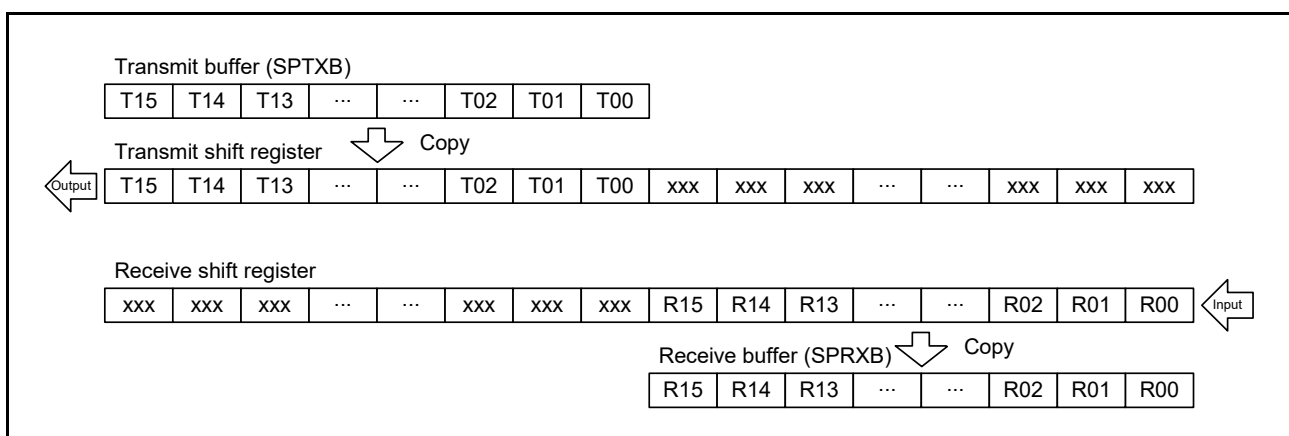 Transmit buffer (SPTXB)
T15 T14 T13 ... ... T02 T01 T00
Copy
Transmit shift register
Output T15 T14 T13 ... ... T02 T01 T00 xxx xxx xxx ... ... xxx xxx xxx
Receive shift register
xxx xxx xxx ... ... xxx xxx xxx R15 R14 R13 ... ... R02 R01 R00 Input
Copy
Receive buffer (SPRXB)
R15 R14 R13 ... ... R02 R01 R00